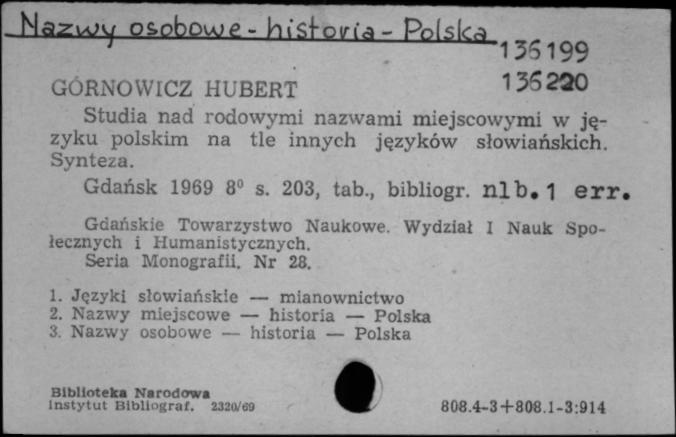 Nazwy osobowe - historia - Polska
136199
136220
GÓRNOWICZ HUBERT
Studia nad rodowymi nazwami miejscowymi w ję-
zyku polskim na tle innych języków słowiańskich.
Synteza.
Gdańsk 1969 8⁰ s. 203, tab., bibliogr. nlb. 1 err.
Gdańskie Towarzystwo Naukowe. Wydział I Nauk Spo-
łecznych i Humanistycznych.
Seria Monografii. Nr 28.
1. Języki słowiańskie — mianownictwo
2. Nazwy miejscowe — historia — Polska
3. Nazwy osobowe — historia — Polska
Biblioteka Narodowa
Instytut Bibliograf. 2320/69
808.4-3+808.1-3:914